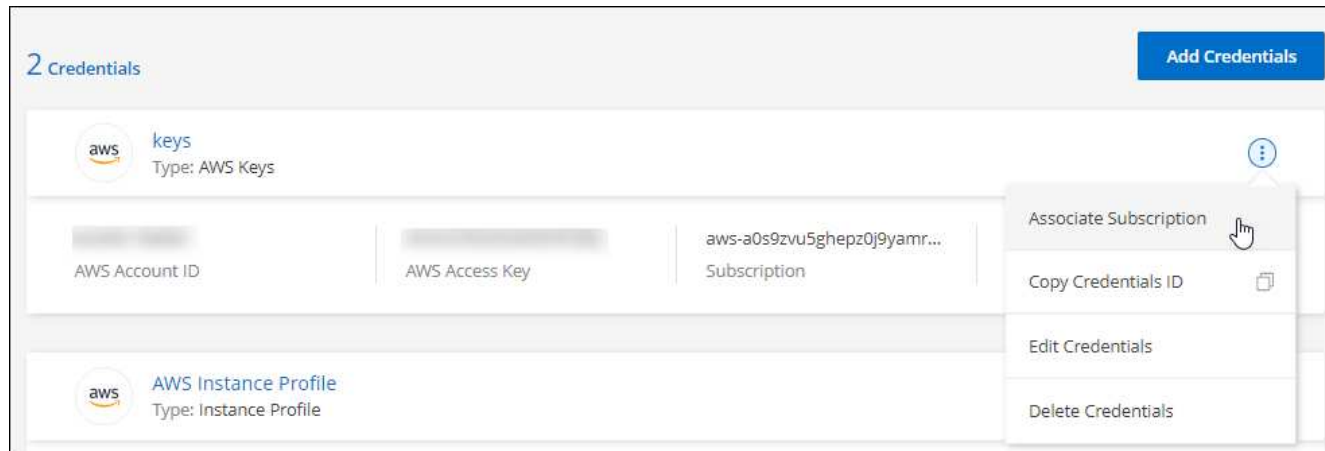 2 Credentials
Add Credentials
aws
keys
Type: AWS Keys
AWS Account ID
AWS Access Key
aws-a0s9zvu5ghepz0j9yamr...
Subscription
Associate Subscription
Copy Credentials ID
Edit Credentials
Delete Credentials
aws
AWS Instance Profile
Type: Instance Profile